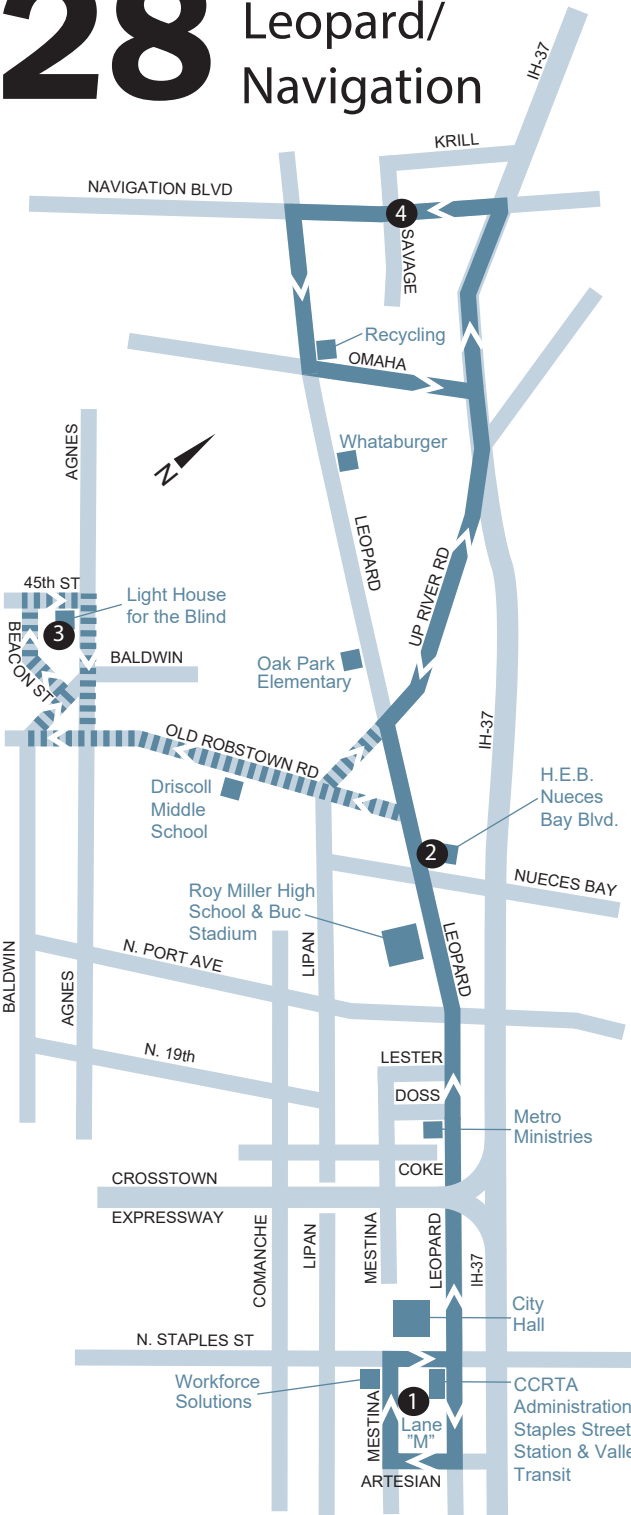 28
Leopard/
Navigation
IH-37
KRILL
NAVIGATION BLVD
4
SAVAGE
Recycling
OMAHA
Whataburger
AGNES
N
LEOPARD
UP RIVER RD
45th ST
Light House
for the Blind
3
BEACON ST
BALDWIN
Oak Park
Elementary
OLD ROBSTOWN RD
IH-37
Driscoll
Middle
School
H.E.B.
Nueces
Bay Blvd.
2
NUECES BAY
Roy Miller High
School & Buc
Stadium
LEOPARD
BALDWIN
AGNES
N. PORT AVE
LIPAN
N. 19th
LESTER
DOSS
Metro
Ministries
COKE
CROSSTOWN
EXPRESSWAY
COMANCHE
LIPAN
MESTINA
LEOPARD
IH-37
City
Hall
N. STAPLES ST
Workforce
Solutions
MESTINA
1
Lane
"M"
CCRTA
Administration
Staples Street
Station & Valle
Transit
ARTESIAN